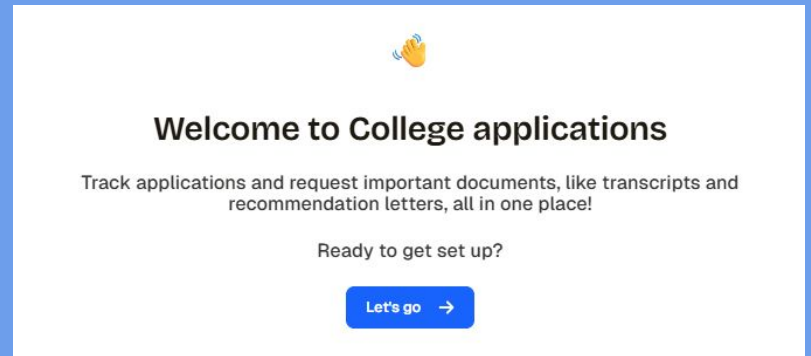 Welcome to College applications
Track applications and request important documents, like transcripts and
recommendation letters, all in one place!
Ready to get set up?
Let's go